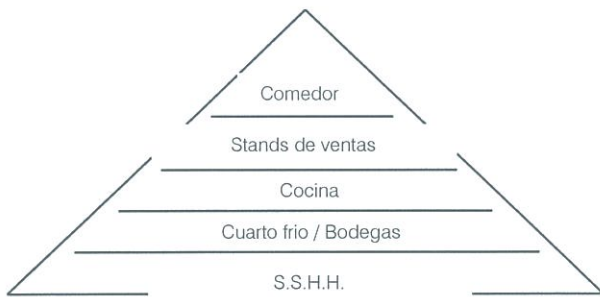 Comedor
Stands de ventas
Cocina
Cuarto frio / Bodegas
S.S.H.H.